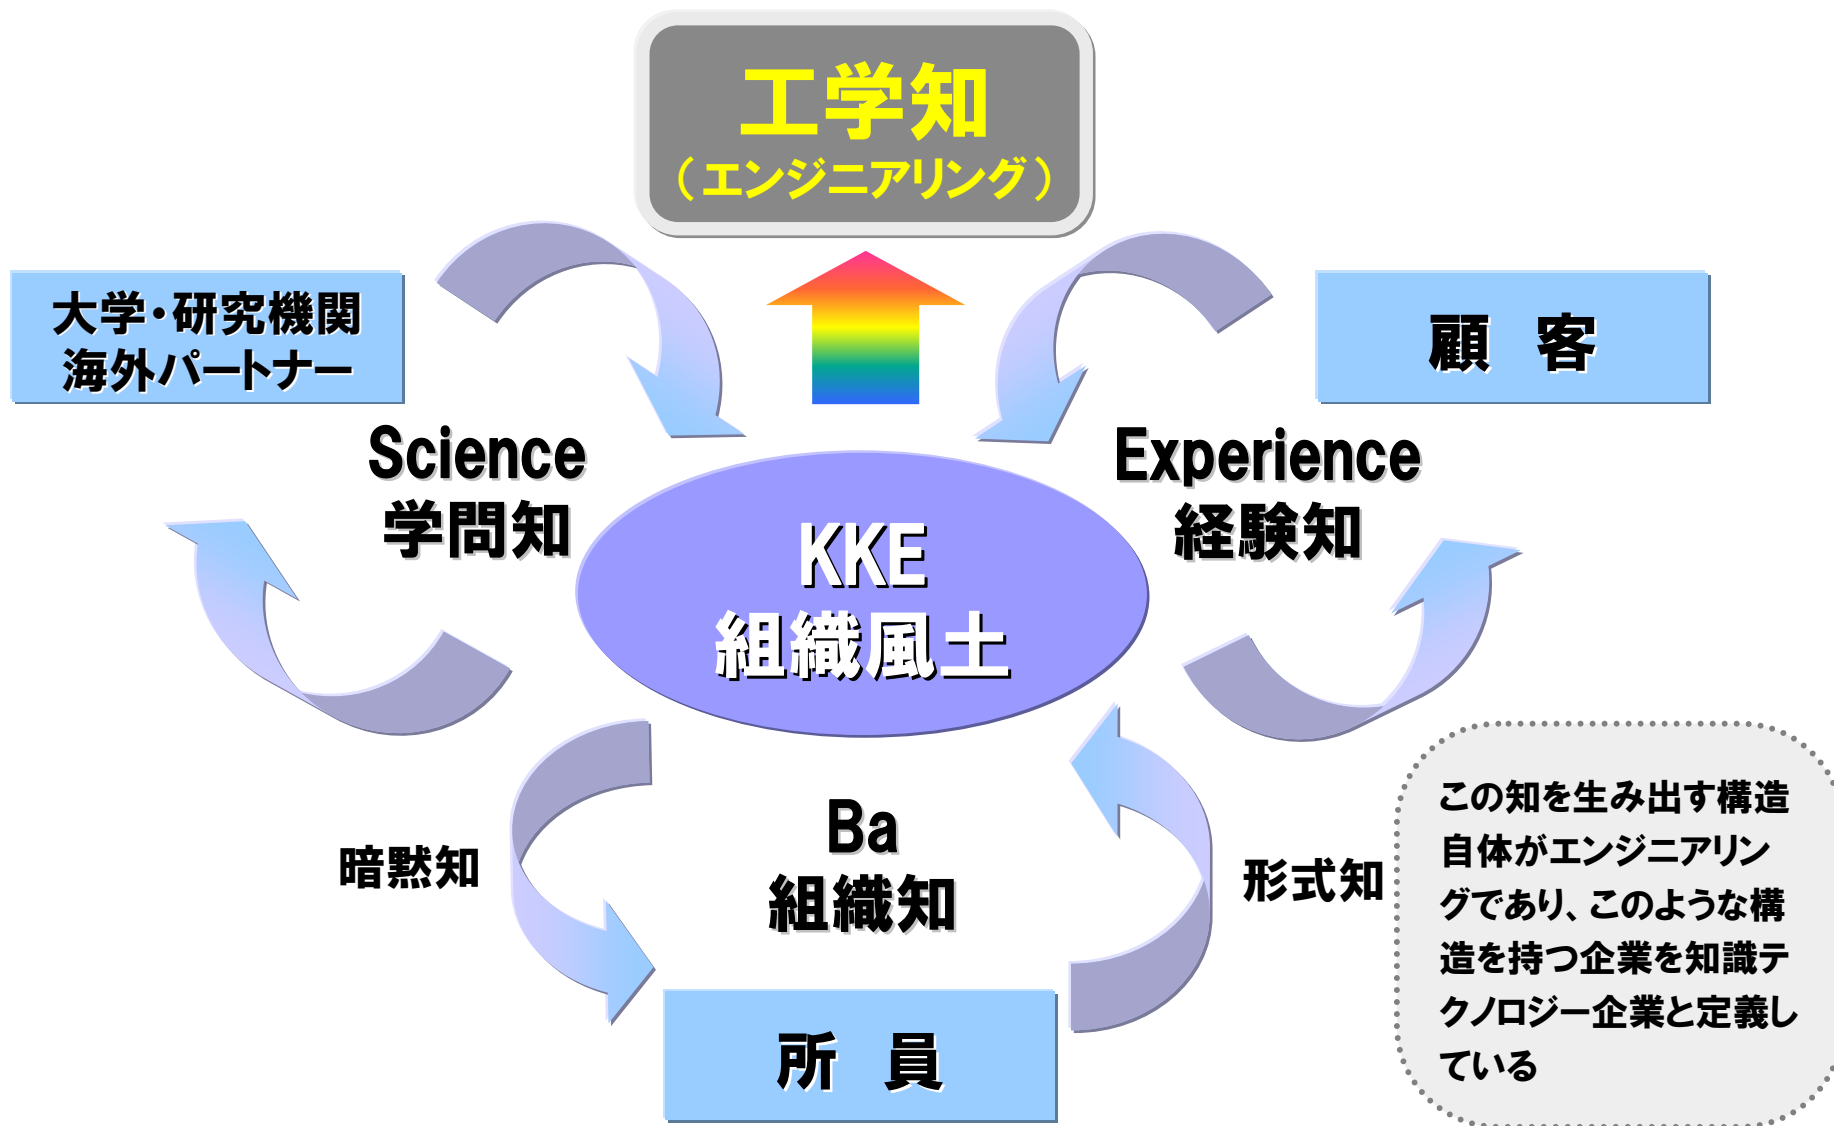 工学知
（エンジニアリング）
大学・研究機関
海外パートナー
顧 客
Science
学問知
Experience
経験知
KKE
組織風土
暗黙知
Ba
組織知
形式知
所 員
この知を生み出す構造
自体がエンジニアリン
グであり、このような構
造を持つ企業を知識テ
クノロジー企業と定義し
ている